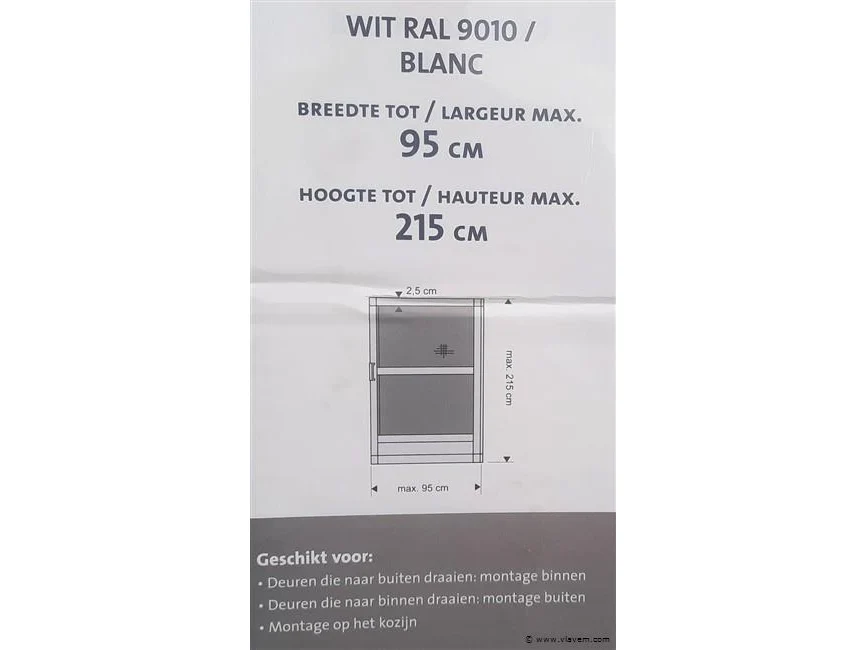 WIT RAL 9010 /
BLANC
BREEDTE TOT / LARGEUR MAX.
95 CM
HOOGTE TOT / HAUTEUR MAX.
215 CM
2,5 cm
max. 215 cm
max. 95 cm
Geschikt voor:
• Deuren die naar buiten draaien: montage binnen
• Deuren die naar binnen draaien: montage buiten
• Montage op het kozijn
© www.vlavem.com